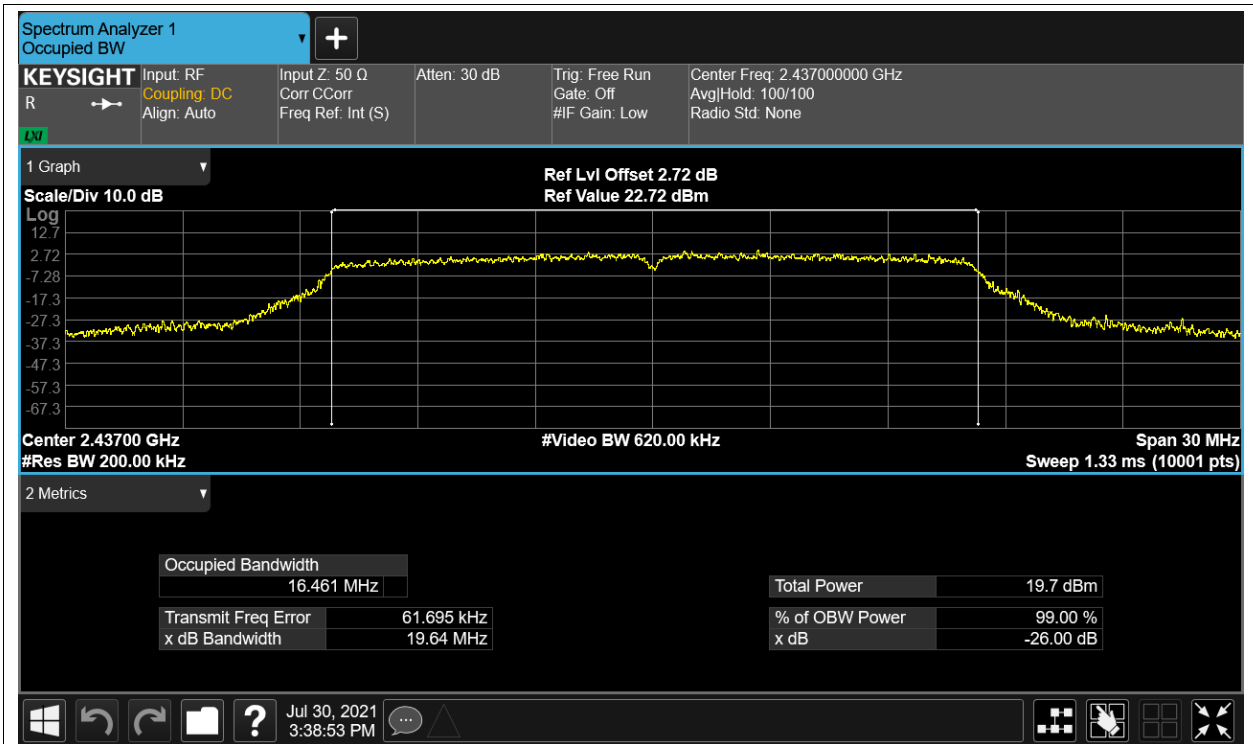 Spectrum Analyzer 1
Occupied BW
KEYSIGHT Input: RF Input Z: 50 Ω Atten: 30 dB Trig: Free Run Center Freq: 2.437000000 GHz
R Coupling: DC Corr CCorr Gate: Off Avg|Hold: 100/100
Align: Auto Freq Ref: Int (S) #IF Gain: Low Radio Std: None
LXI
1 Graph
Ref Lvl Offset 2.72 dB
Scale/Div 10.0 dB Ref Value 22.72 dBm
Log
12.7
2.72
-7.28
-17.3
-27.3
-37.3
-47.3
-57.3
-67.3
Center 2.43700 GHz #Video BW 620.00 kHz Span 30 MHz
#Res BW 200.00 kHz Sweep 1.33 ms (10001 pts)
2 Metrics
Occupied Bandwidth
16.461 MHz Total Power 19.7 dBm
Transmit Freq Error 61.695 kHz % of OBW Power 99.00 %
x dB Bandwidth 19.64 MHz x dB -26.00 dB
? Jul 30, 2021
3:38:53 PM